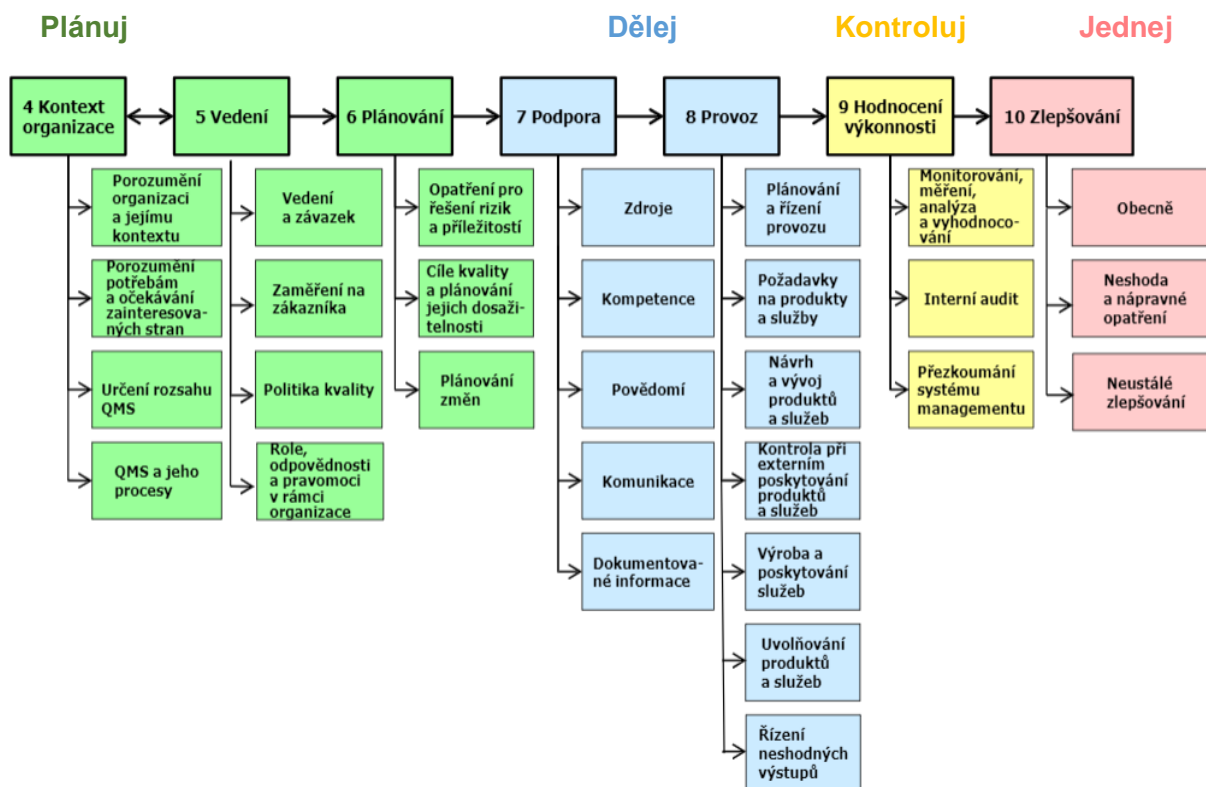 Plánuj
Dělej
Kontroluj
Jednej
4 Kontext
organizace
5 Vedení
6 Plánování
7 Podpora
8 Provoz
9 Hodnocení
výkonnosti
10 Zlepšování
Porozumění
organizaci
a jejímu
kontextu
Porozumění
potřebám
a očekávání
zainteresova-
ných stran
Určení rozsahu
QMS
QMS a jeho
procesy
Vedení
a závazek
Zaměření na
zákazníka
Politika kvality
Role,
odpovědnosti
a pravomoci
v rámci
organizace
Opatření pro
řešení rizik
a příležitostí
Cíle kvality
a plánování
jejich dosaži-
telnosti
Plánování
změn
Zdroje
Kompetence
Povědomí
Komunikace
Dokumentova-
né informace
Plánování
a řízení
provozu
Požadavky
na produkty
a služby
Návrh
a vývoj
produktů
a služeb
Kontrola při
externím
poskytování
produktů
a služeb
Výroba a
poskytování
služeb
Uvolňování
produktů
a služeb
Řízení
neshodných
výstupů
Monitorování,
měření,
analýza
a vyhodnoco-
vání
Interní audit
Přezkoumání
systému
managementu
Obecně
Neshoda
a nápravné
opatření
Neustálé
zlepšování